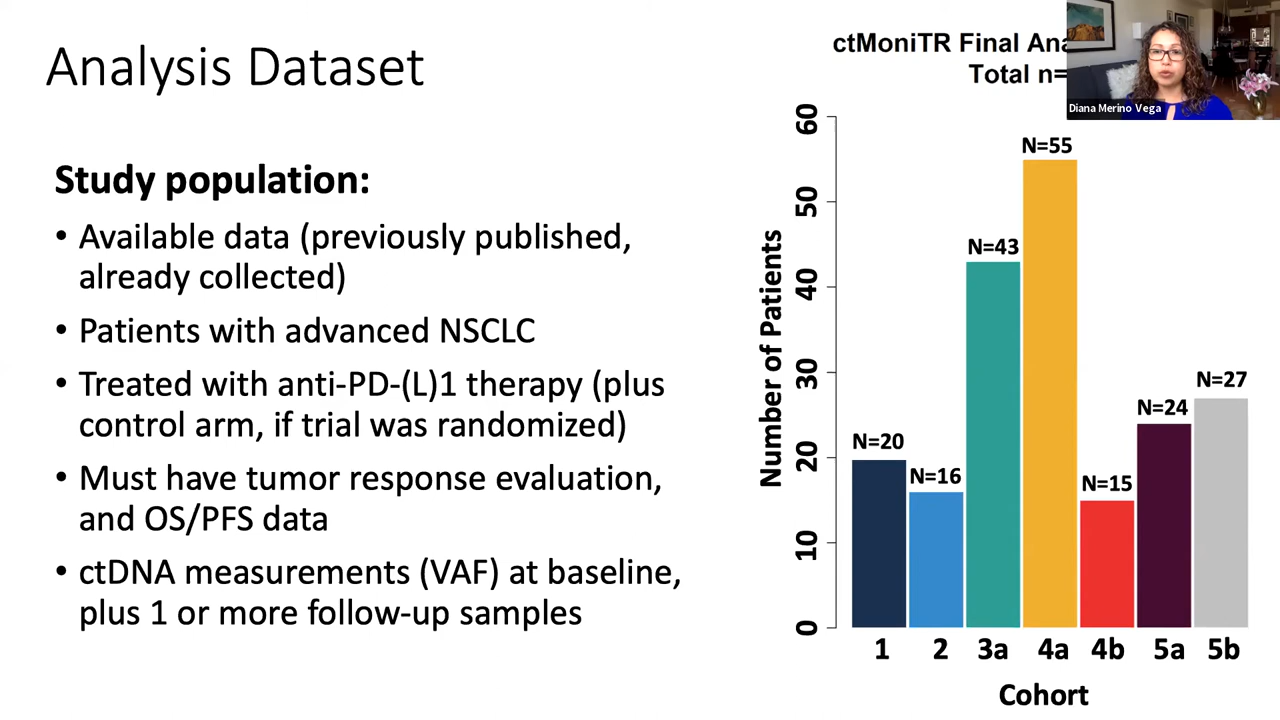 Analysis Dataset
Study population:
• Available data (previously published,
already collected)
• Patients with advanced NSCLC
• Treated with anti-PD-(L)1 therapy (plus
control arm, if trial was randomized)
• Must have tumor response evaluation,
and OS/PFS data
• ctDNA measurements (VAF) at baseline,
plus 1 or more follow-up samples
ctMoniTR Final
Total n=
Diana Merino Vega
Number of Patients
60
50
40
30
20
10
0
N=20
N=16
N=43
N=55
N=15
N=24
N=27
1 2 3a 4a 4b 5a 5b
Cohort